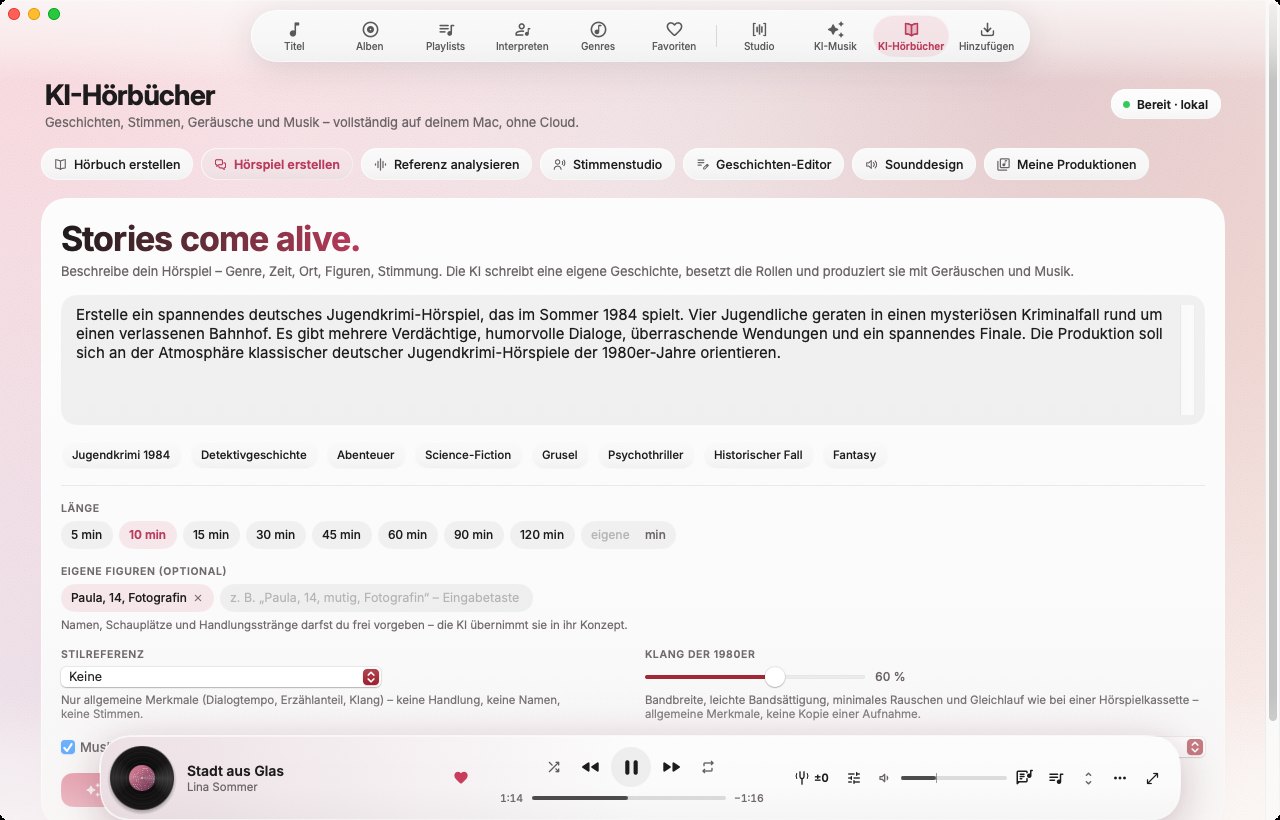 Titel
Alben
Playlists
Interpreten
Genres
Favoriten
Studio
KI-Musik
KI-Hörbücher
Hinzufügen
KI-Hörbücher
Geschichten, Stimmen, Geräusche und Musik – vollständig auf deinem Mac, ohne Cloud.
Bereit · lokal
Hörbuch erstellen
Hörspiel erstellen
Referenz analysieren
Stimmenstudio
Geschichten-Editor
Sounddesign
Meine Produktionen
Stories come alive.
Beschreibe dein Hörspiel – Genre, Zeit, Ort, Figuren, Stimmung. Die KI schreibt eine eigene Geschichte, besetzt die Rollen und produziert sie mit Geräuschen und Musik.
Erstelle ein spannendes deutsches Jugendkrimi-Hörspiel, das im Sommer 1984 spielt. Vier Jugendliche geraten in einen mysteriösen Kriminalfall rund um
einen verlassenen Bahnhof. Es gibt mehrere Verdächtige, humorvolle Dialoge, überraschende Wendungen und ein spannendes Finale. Die Produktion soll
sich an der Atmosphäre klassischer deutscher Jugendkrimi-Hörspiele der 1980er-Jahre orientieren.
Jugendkrimi 1984
Detektivgeschichte
Abenteuer
Science-Fiction
Grusel
Psychothriller
Historischer Fall
Fantasy
LÄNGE
5 min
10 min
15 min
30 min
45 min
60 min
90 min
120 min
eigene min
EIGENE FIGUREN (OPTIONAL)
Paula, 14, Fotografin ×
z. B. „Paula, 14, mutig, Fotografin“ – Eingabetaste
Namen, Schauplätze und Handlungsstränge darfst du frei vorgeben – die KI übernimmt sie in ihr Konzept.
STILREFERENZ
Keine
Nur allgemeine Merkmale (Dialogtempo, Erzählanteil, Klang) – keine Handlung, keine Namen,
keine Stimmen.
KLANG DER 1980ER
60 %
Bandbreite, leichte Bandsättigung, minimales Rauschen und Gleichlauf wie bei einer Hörspielkassette –
allgemeine Merkmale, keine Kopie einer Aufnahme.
Stadt aus Glas
Lina Sommer
1:14
−1:16
±0